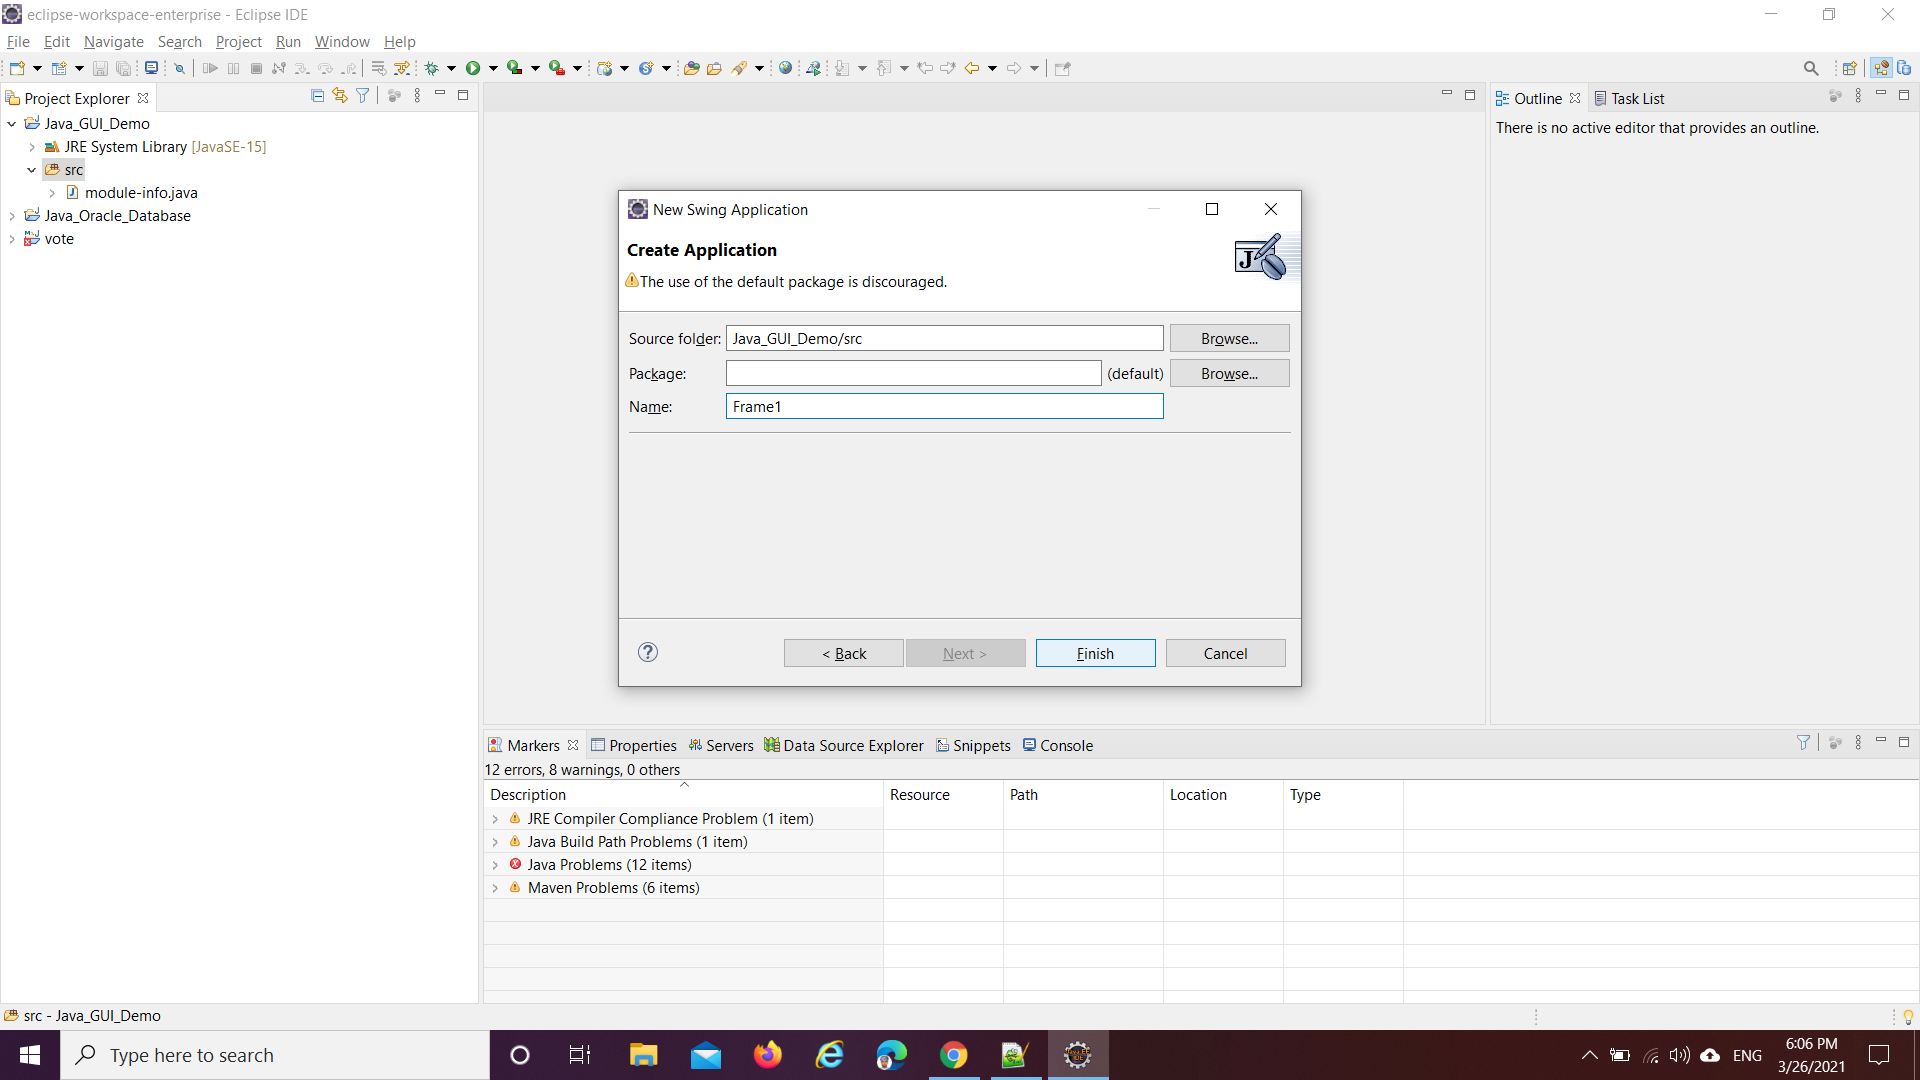 eclipse-workspace-enterprise - Eclipse IDE
File Edit Navigate Search Project Run Window Help
Project Explorer
Java_GUI_Demo
JRE System Library [JavaSE-15]
src
module-info.java
Java_Oracle_Database
vote
Outline Task List
There is no active editor that provides an outline.
New Swing Application
Create Application
The use of the default package is discouraged.
Source folder: Java_GUI_Demo/src Browse...
Package: (default) Browse...
Name: Frame1
< Back Next > Finish Cancel
Markers Properties Servers Data Source Explorer Snippets Console
12 errors, 8 warnings, 0 others
Description Resource Path Location Type
JRE Compiler Compliance Problem (1 item)
Java Build Path Problems (1 item)
Java Problems (12 items)
Maven Problems (6 items)
src - Java_GUI_Demo
Type here to search
ENG
6:06 PM
3/26/2021